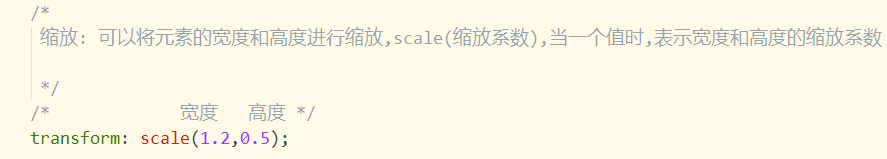 /*
缩放: 可以将元素的宽度和高度进行缩放,scale(缩放系数),当一个值时,表示宽度和高度的缩放系数
*/
/* 宽度 高度 */
transform: scale(1.2,0.5);